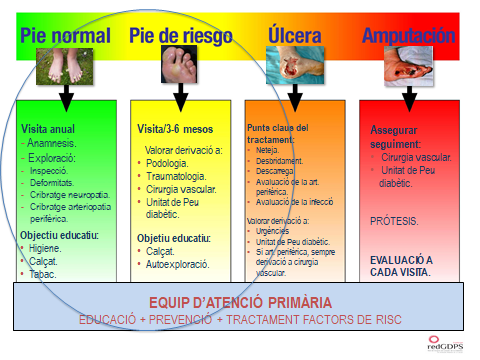 Pie normal
Pie de riesgo
Úlcera
Amputación
Visita anual
- Anamnesis.
- Exploració:
- Inspecció.
- Deformitats.
- Cribratge neuropatia.
- Cribratge arteriopatia
perifèrica.
Objectiu educatiu:
• Higiene.
• Calçat.
• Tabac.
Visita/3-6 mesos
Valorar derivació a:
• Podologia.
• Traumatologia.
• Cirurgia vascular.
• Unitat de Peu
diabètic.
Objetiu educatiu:
• Calçat.
• Autoexploració.
Punts claus del
tractament:
• Neteja.
• Desbridament.
• Descarrega
• Avaluació de la art.
periférica.
• Avaluació de la infecció
Valorar derivació a:
• Urgències
• Unitat de Peu diabètic.
• Si art periférica, sempre
derivació a cirurgia
vascular.
Assegurar
seguiment:
• Cirurgia vascular.
• Unitat de Peu
diabètic.
PRÒTESIS.
EVALUACIÓ A
CADA VISITA.
EQUIP D'ATENCIÓ PRIMÀRIA
EDUCACIÓ + PREVENCIÓ + TRACTAMENT FACTORS DE RISC
redGDPS